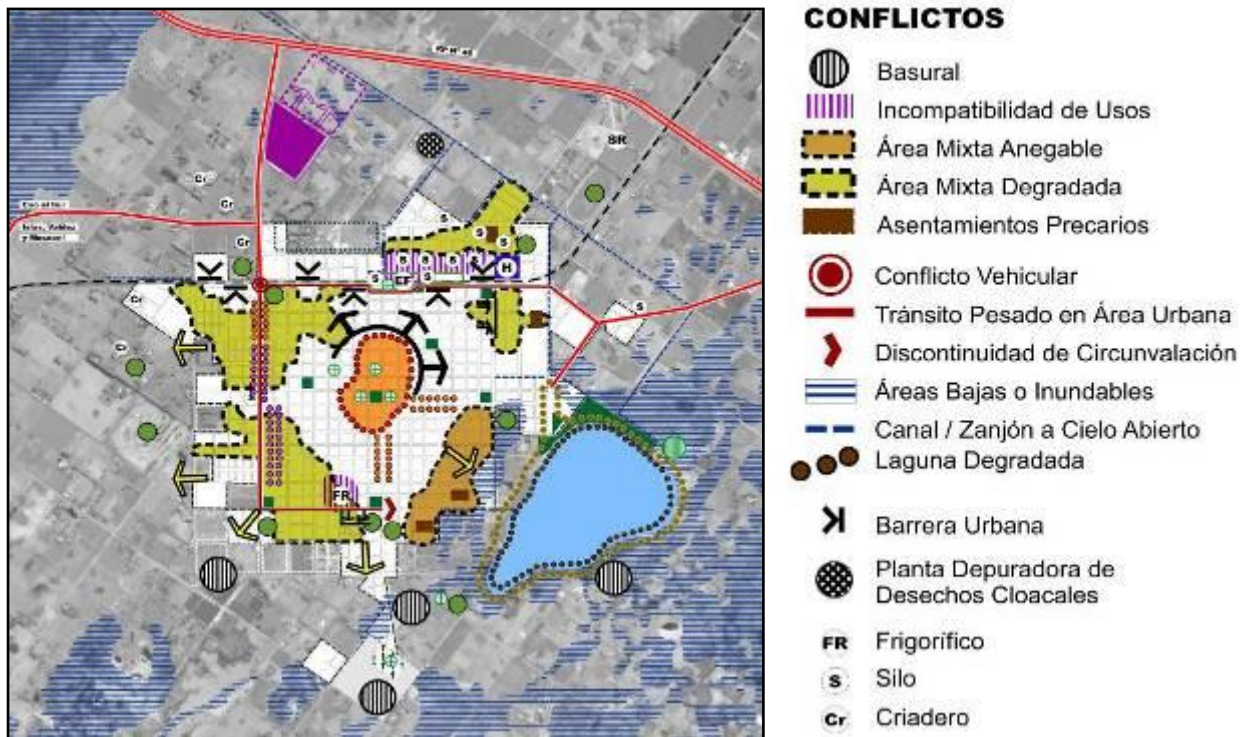 CONFLICTOS
Basural
Incompatibilidad de Usos
Área Mixta Anegable
Área Mixta Degradada
Asentamientos Precarios
Conflicto Vehicular
Tránsito Pesado en Área Urbana
Discontinuidad de Circunvalación
Áreas Bajas o Inundables
Canal / Zanjón a Cielo Abierto
Laguna Degradada
Barrera Urbana
Planta Depuradora de
Desechos Cloacales
FR
Frigorífico
S
Silo
Cr
Criadero
SR
Cr
Cr
Cr
S
S
S
S
S
S
S
H
S
S
Cr
S
Cr
FR